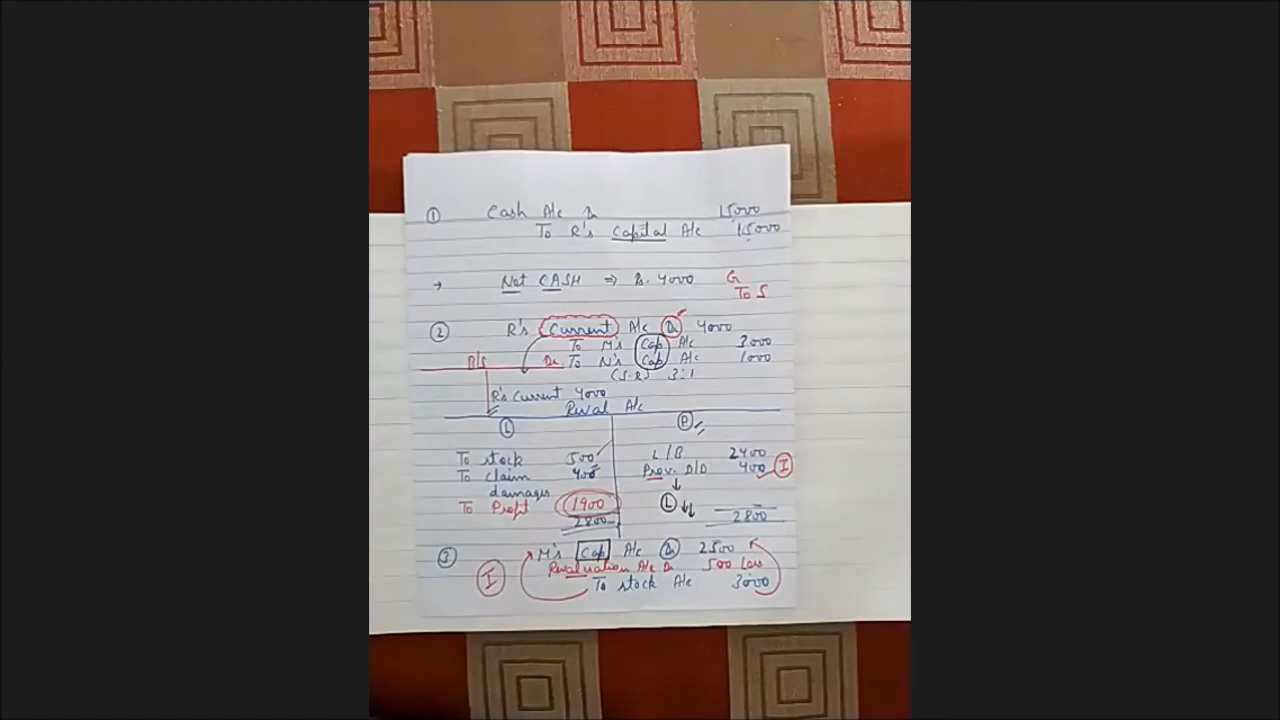 ① Cash A/c Dr 15000
To R's Capital A/c 15000
→ Net CASH ⇒ Rs. 4000 G
To S
② R's Current A/c Dr 4000
To M's Cap A/c 3000
B/S Dr. To N's Cap A/c 1000
(S.R) 3:1
R's Current 4000
Reval A/c
Ⓛ Ⓟ
To stock 500 L/B 2400
To claim 400 Prov. D/D 400 Ⓘ
damages
To Profit 1900 Ⓛ
2800 2800
③ M's Cap A/c Dr 2500
Ⓘ Revaluation A/c Dr 500 Loss
To stock A/c 3000